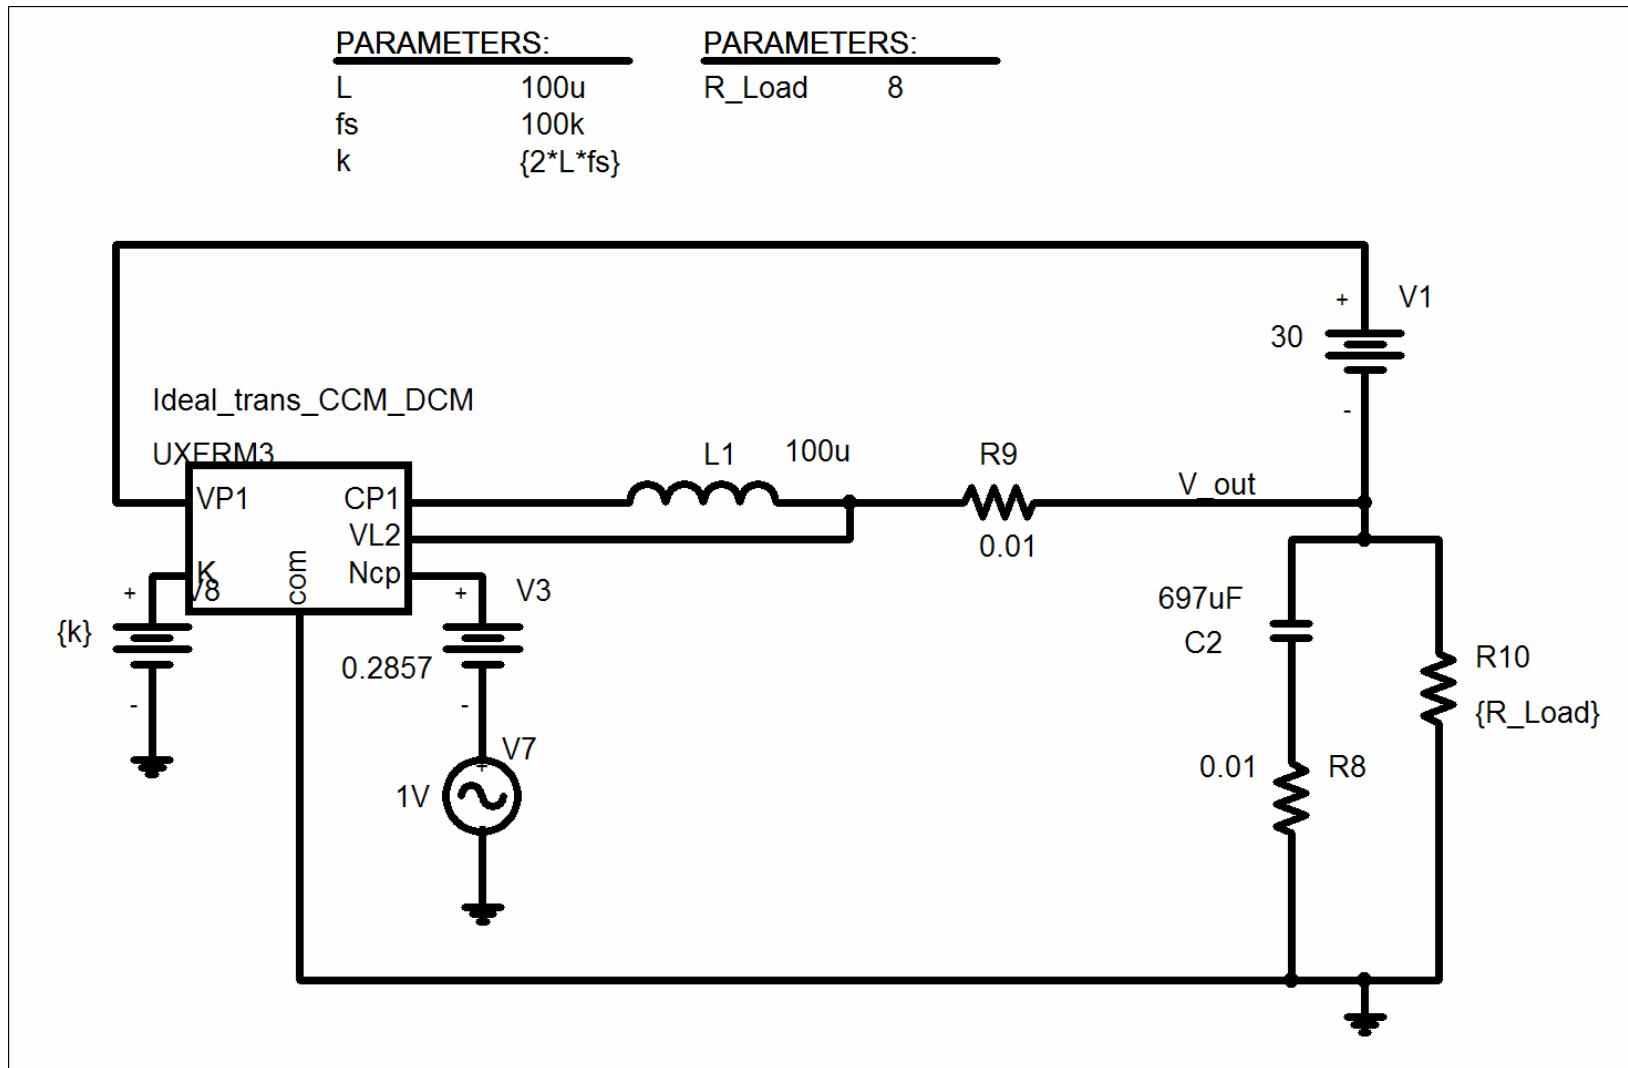 PARAMETERS: PARAMETERS:
L 100u R_Load 8
fs 100k
k {2*L*fs}
+ V1
30
-
Ideal_trans_CCM_DCM
UXFRM3
L1 100u R9
VP1 CP1 V_out
VL2
0.01
K com Ncp
+ V8 + V3
{k} 697uF
C2
0.2857 R10
- - {R_Load}
V7
+
1V
0.01 R8